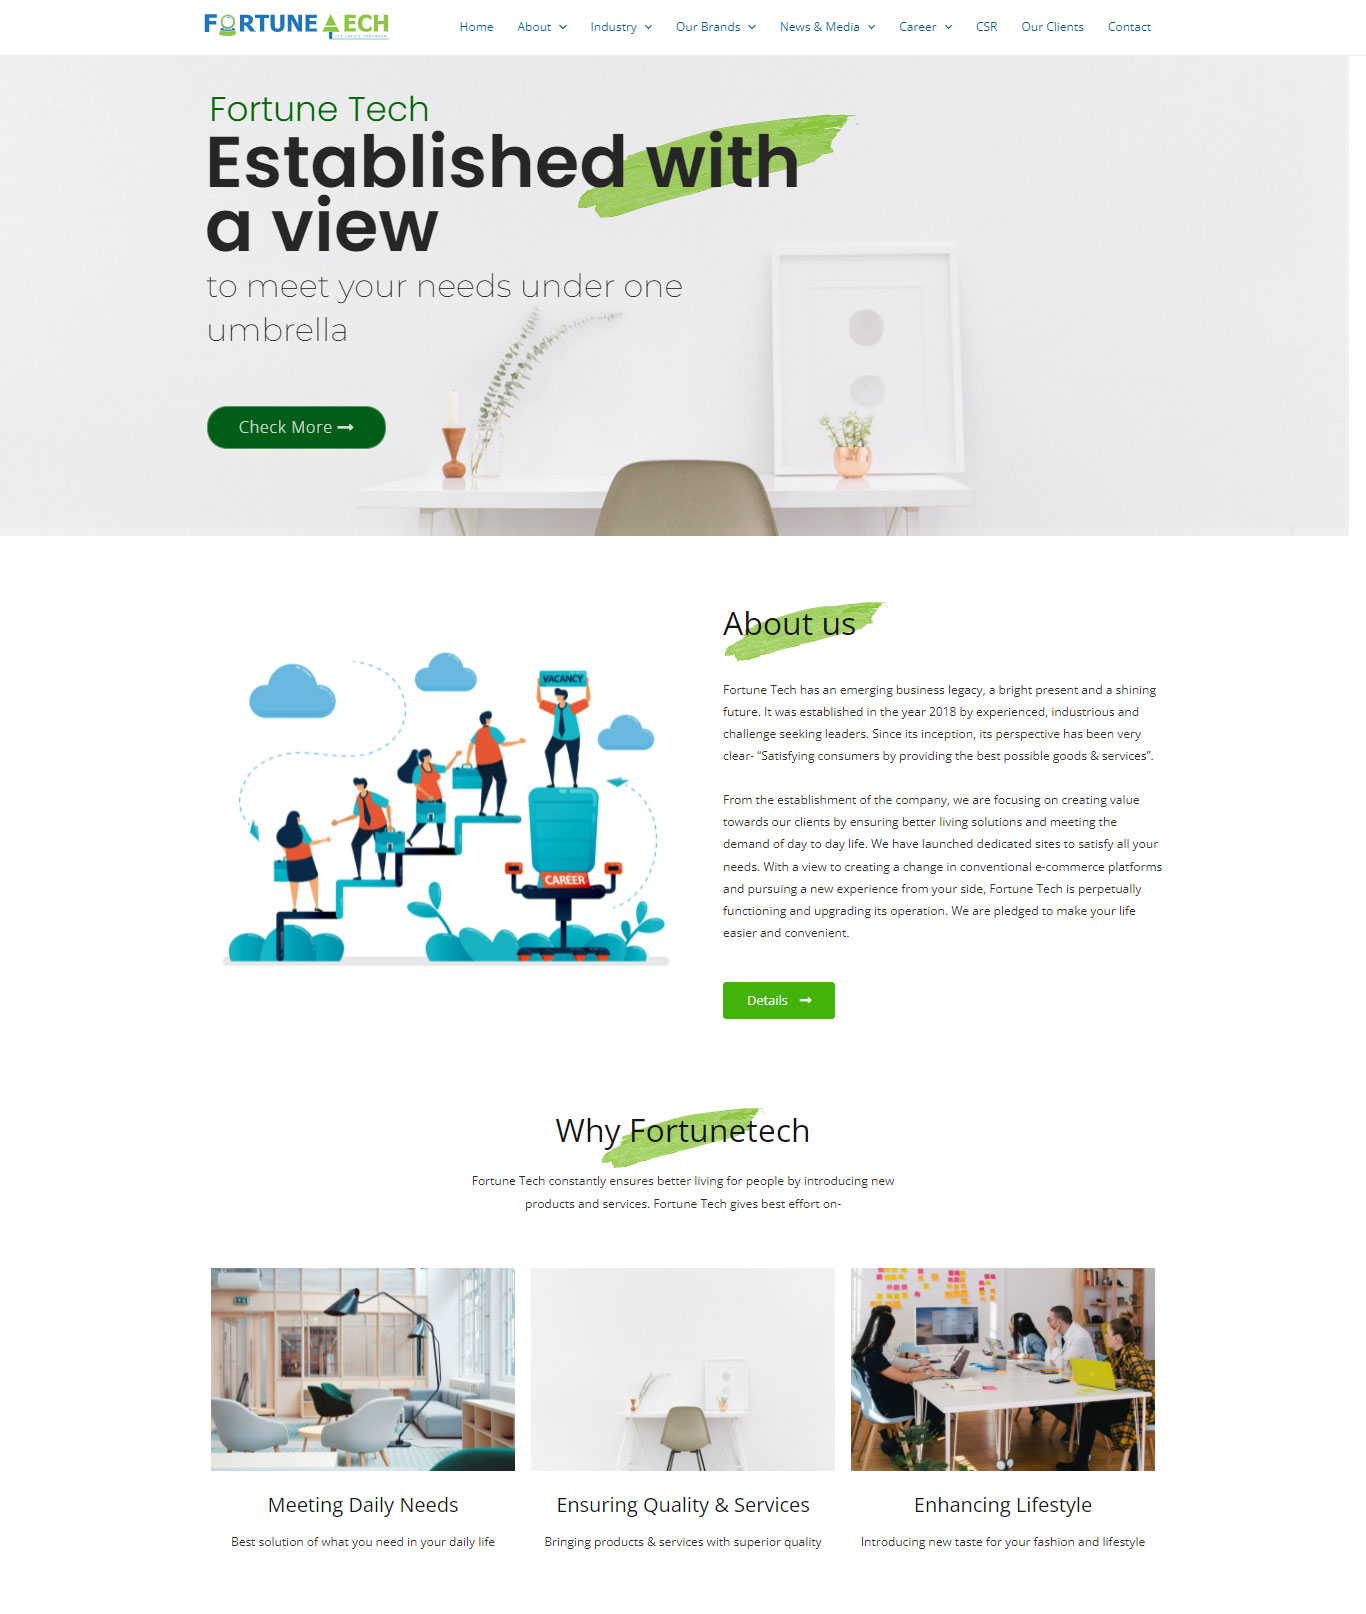 FORTUNE TECH
Home About Industry Our Brands News & Media Career CSR Our Clients Contact
Fortune Tech
Established with
a view
to meet your needs under one
umbrella
Check More
About us
VACANCY
CAREER
Fortune Tech has an emerging business legacy, a bright present and a shining
future. It was established in the year 2018 by experienced, industrious and
challenge seeking leaders. Since its inception, its perspective has been very
clear- “Satisfying consumers by providing the best possible goods & services”.
From the establishment of the company, we are focusing on creating value
towards our clients by ensuring better living solutions and meeting the
demand of day to day life. We have launched dedicated sites to satisfy all your
needs. With a view to creating a change in conventional e-commerce platforms
and pursuing a new experience from your side, Fortune Tech is perpetually
functioning and upgrading its operation. We are pledged to make your life
easier and convenient.
Details
Why Fortunetech
Fortune Tech constantly ensures better living for people by introducing new
products and services. Fortune Tech gives best effort on-
Meeting Daily Needs
Best solution of what you need in your daily life
Ensuring Quality & Services
Bringing products & services with superior quality
Enhancing Lifestyle
Introducing new taste for your fashion and lifestyle